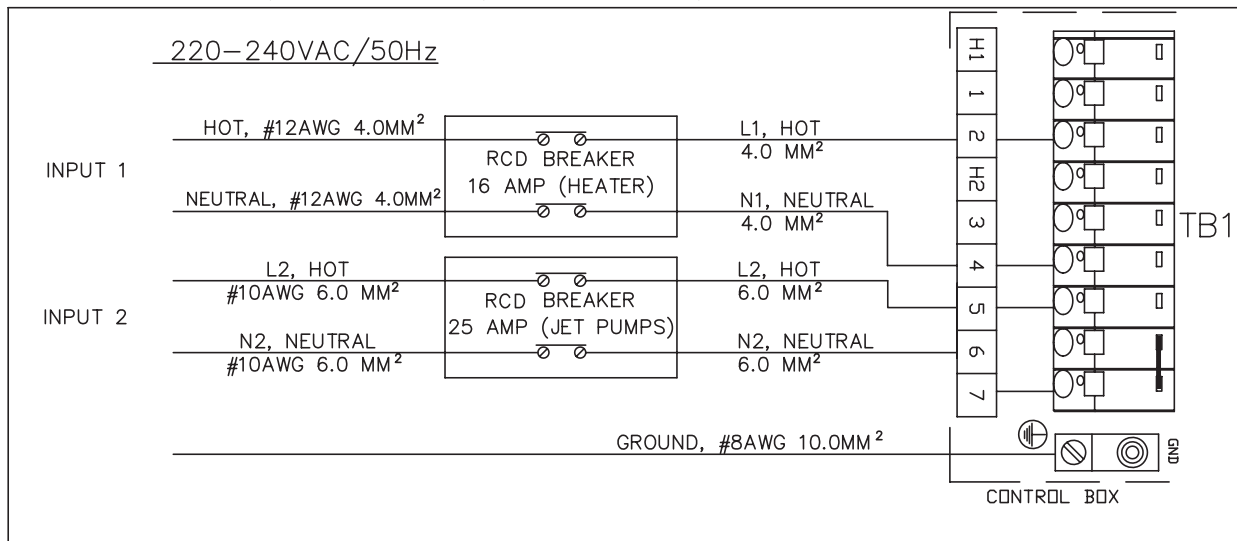 220-240VAC/50Hz
INPUT 1
HOT, #12AWG 4.0MM²
NEUTRAL, #12AWG 4.0MM²
RCD BREAKER
16 AMP (HEATER)
L1, HOT
4.0 MM²
N1, NEUTRAL
4.0 MM²
INPUT 2
L2, HOT
#10AWG 6.0 MM²
N2, NEUTRAL
#10AWG 6.0 MM²
RCD BREAKER
25 AMP (JET PUMPS)
L2, HOT
6.0 MM²
N2, NEUTRAL
6.0 MM²
GROUND, #8AWG 10.0MM²
H1
1
2
H2
3
4
5
6
7
TB1
GND
CONTROL BOX